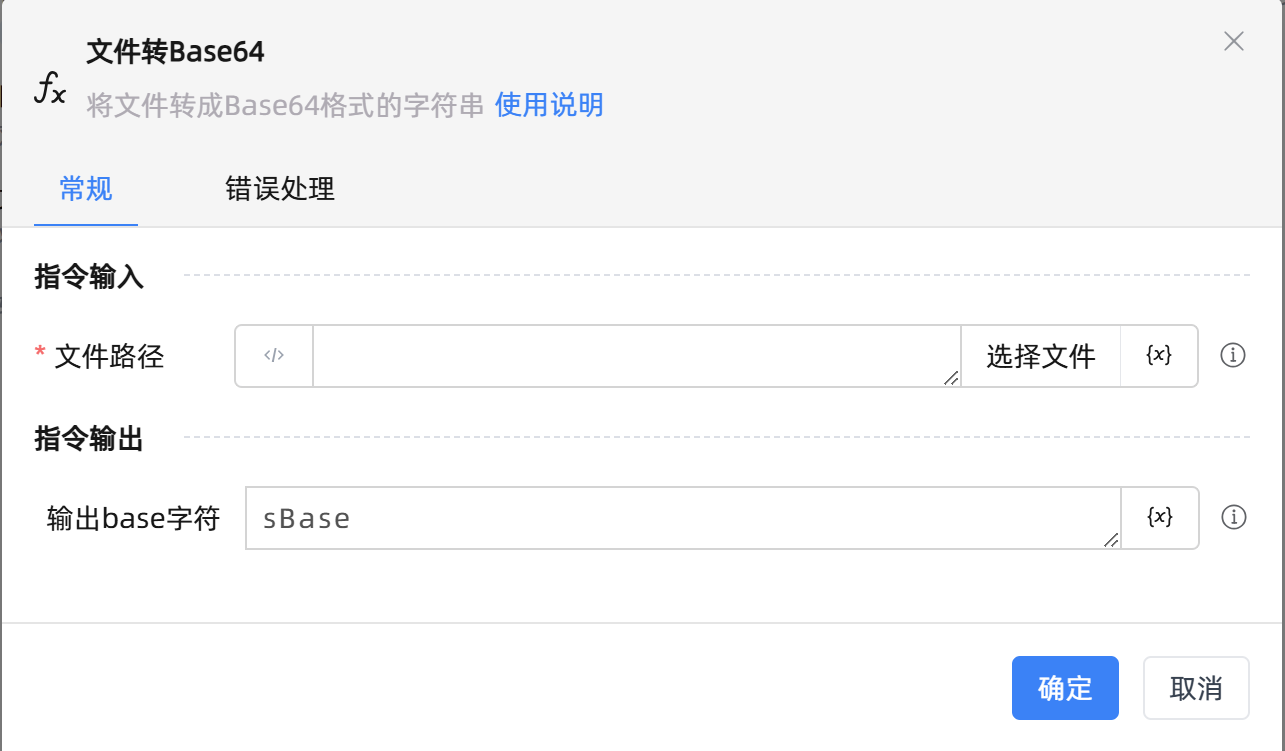 文件转Base64
fx
将文件转成Base64格式的字符串 使用说明
常规 错误处理
指令输入
* 文件路径 </> 选择文件 {x}
指令输出
输出base字符 sBase {x}
确定 取消